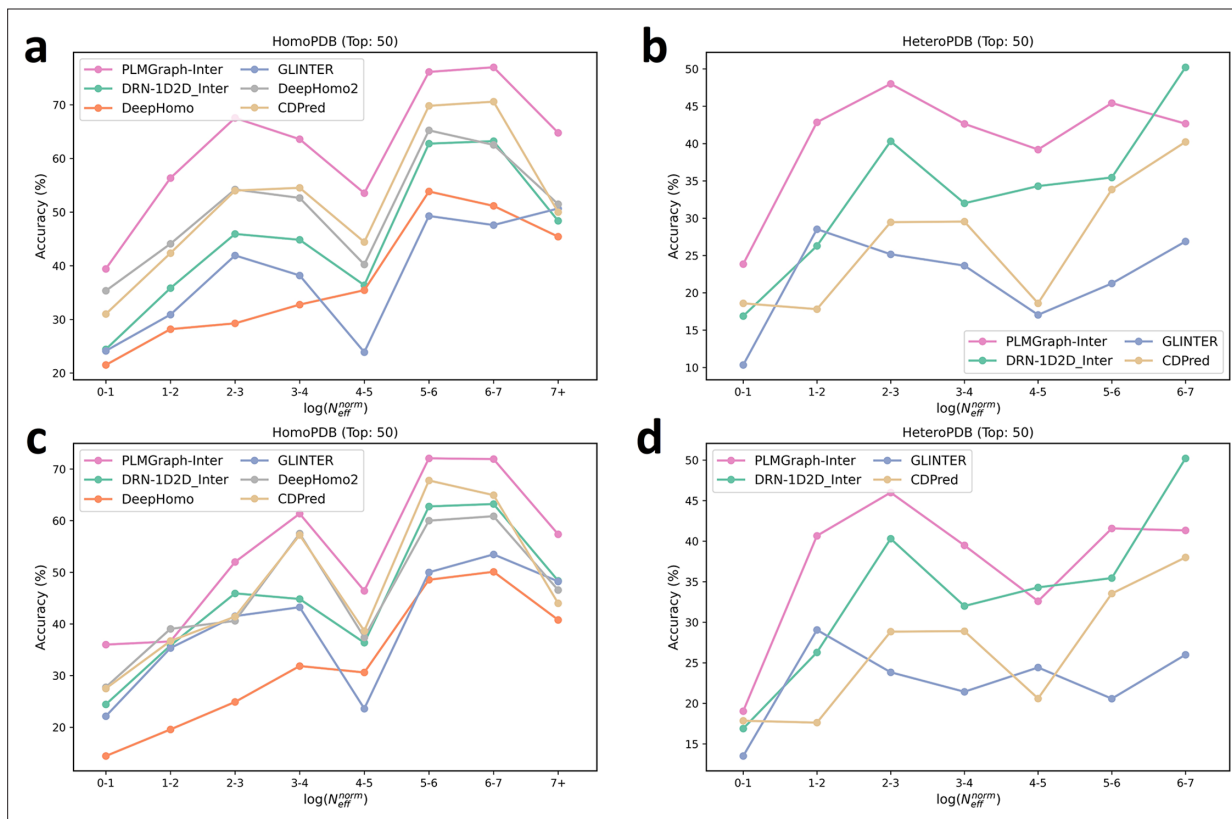 a
HomoPDB (Top: 50)
PLMGraph-Inter
DRN-1D2D_Inter
DeepHomo
GLINTER
DeepHomo2
CDPred
Accuracy (%)
70
60
50
40
30
20
0-1 1-2 2-3 3-4 4-5 5-6 6-7 7+
log(N_eff^norm)
b
HeteroPDB (Top: 50)
Accuracy (%)
50
45
40
35
30
25
20
15
10
PLMGraph-Inter
DRN-1D2D_Inter
GLINTER
CDPred
0-1 1-2 2-3 3-4 4-5 5-6 6-7
log(N_eff^norm)
c
HomoPDB (Top: 50)
PLMGraph-Inter
DRN-1D2D_Inter
DeepHomo
GLINTER
DeepHomo2
CDPred
Accuracy (%)
70
60
50
40
30
20
0-1 1-2 2-3 3-4 4-5 5-6 6-7 7+
log(N_eff^norm)
d
HeteroPDB (Top: 50)
PLMGraph-Inter
DRN-1D2D_Inter
GLINTER
CDPred
Accuracy (%)
50
45
40
35
30
25
20
15
0-1 1-2 2-3 3-4 4-5 5-6 6-7
log(N_eff^norm)